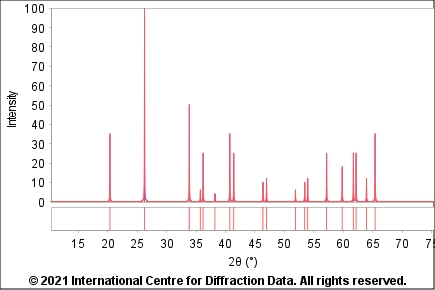 100
90
80
70
60
50
40
30
20
10
0
Intensity
15 20 25 30 35 40 45 50 55 60 65 70 75
2θ (°)
© 2021 International Centre for Diffraction Data. All rights reserved.